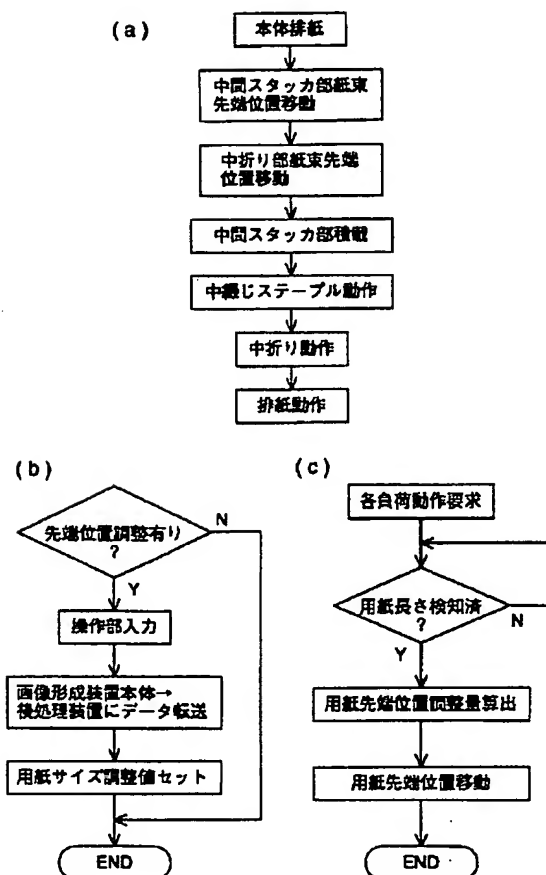 (a)
本体排紙
中間スタッカ部紙束
先端位置移動
中折り部紙束先端
位置移動
中間スタッカ部積載
中綴じステープル動作
中折り動作
排紙動作
(b)
先端位置調整有り
?
N
Y
操作部入力
画像形成装置本体→
後処理装置にデータ転送
用紙サイズ調整値セット
END
(c)
各負荷動作要求
用紙長さ検知済
?
N
Y
用紙先端位置調整量算出
用紙先端位置移動
END